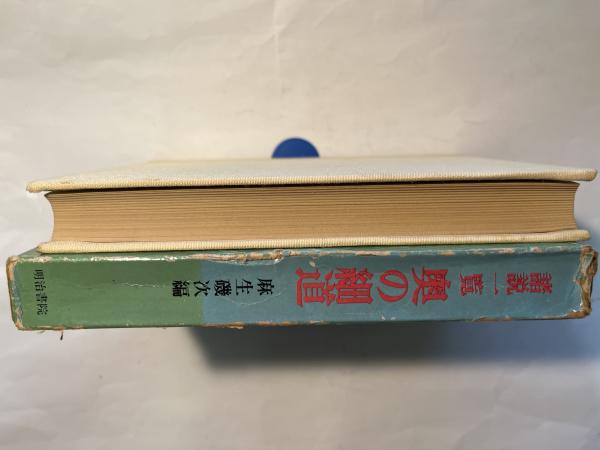 諸説一覧
奥の細道
麻生磯次編
明治書院